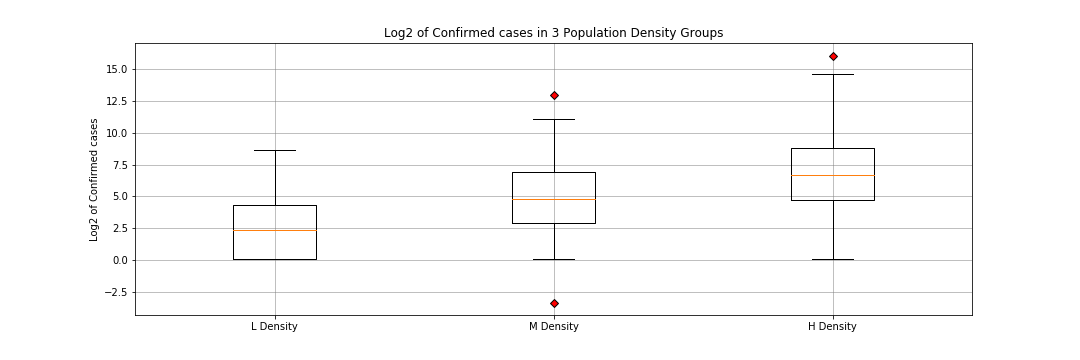 Log2 of Confirmed cases in 3 Population Density Groups
Log2 of Confirmed cases
15.0
12.5
10.0
7.5
5.0
2.5
0.0
−2.5
L Density
M Density
H Density